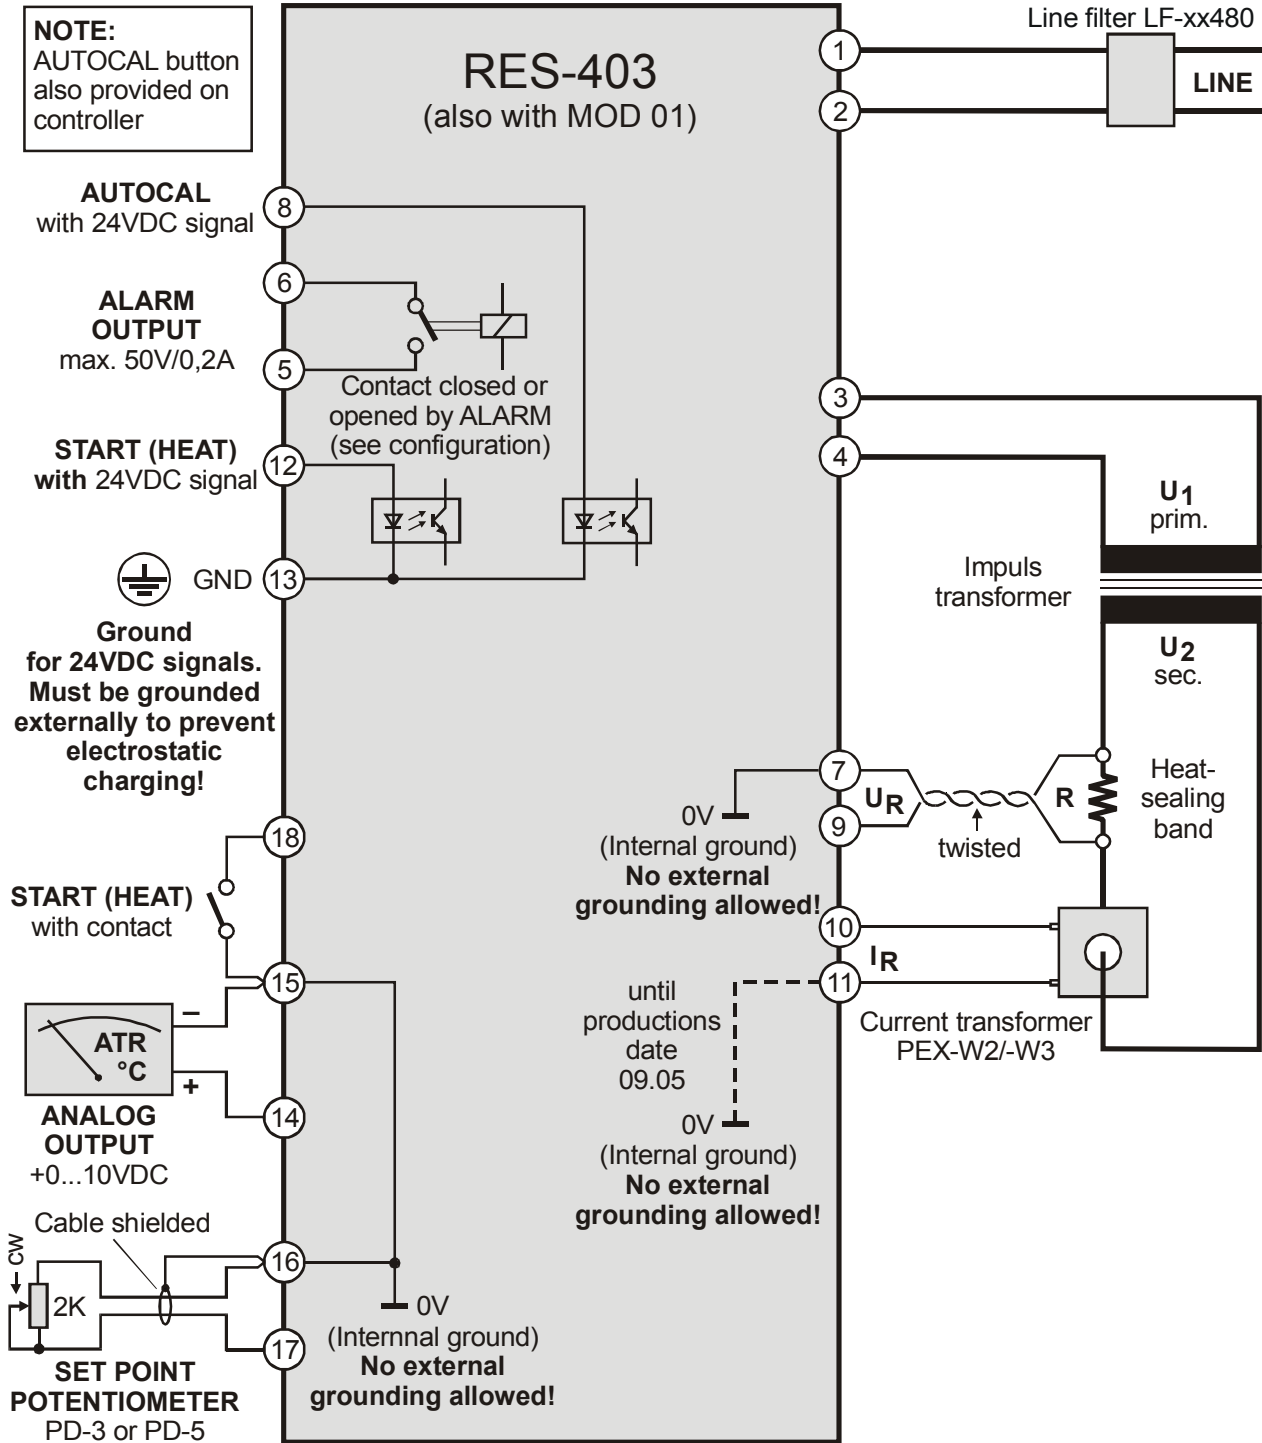 NOTE:
AUTOCAL button
also provided on
controller
RES-403
(also with MOD 01)
Line filter LF-xx480
1
2
LINE
AUTOCAL
with 24VDC signal
8
6
ALARM
OUTPUT
max. 50V/0,2A
5
Contact closed or
opened by ALARM
(see configuration)
3
4
START (HEAT)
with 24VDC signal
12
U1
prim.
Impuls
transformer
GND
13
Ground
for 24VDC signals.
Must be grounded
externally to prevent
electrostatic
charging!
U2
sec.
7
UR
R
9
twisted
Heat-
sealing
band
0V
(Internal ground)
No external
grounding allowed!
18
START (HEAT)
with contact
10
IR
11
15
until
productions
date
09.05
Current transformer
PEX-W2/-W3
–
ATR
°C
+
14
ANALOG
OUTPUT
+0...10VDC
0V
(Internal ground)
No external
grounding allowed!
Cable shielded
cw
2K
16
17
0V
(Internnal ground)
No external
grounding allowed!
SET POINT
POTENTIOMETER
PD-3 or PD-5